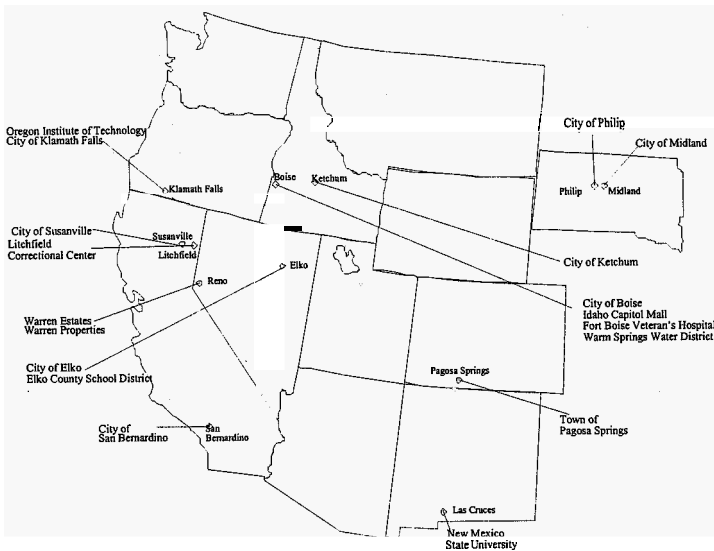 City of Philip
City of Midland
Oregon Institute of Technology
City of Klamath Falls
Boise
Ketchum
Klamath Falls
Philip
Midland
City of Susanville
Litchfield
Correctional Center
Susanville
Litchfield
City of Ketchum
Elko
Reno
City of Boise
Idaho Capitol Mall
Fort Boise Veteran's Hospital
Warm Springs Water District
Warren Estates
Warren Properties
City of Elko
Elko County School District
Pagosa Springs
Town of
Pagosa Springs
City of
San Bernardino
San
Bernardino
Las Cruces
New Mexico
State University